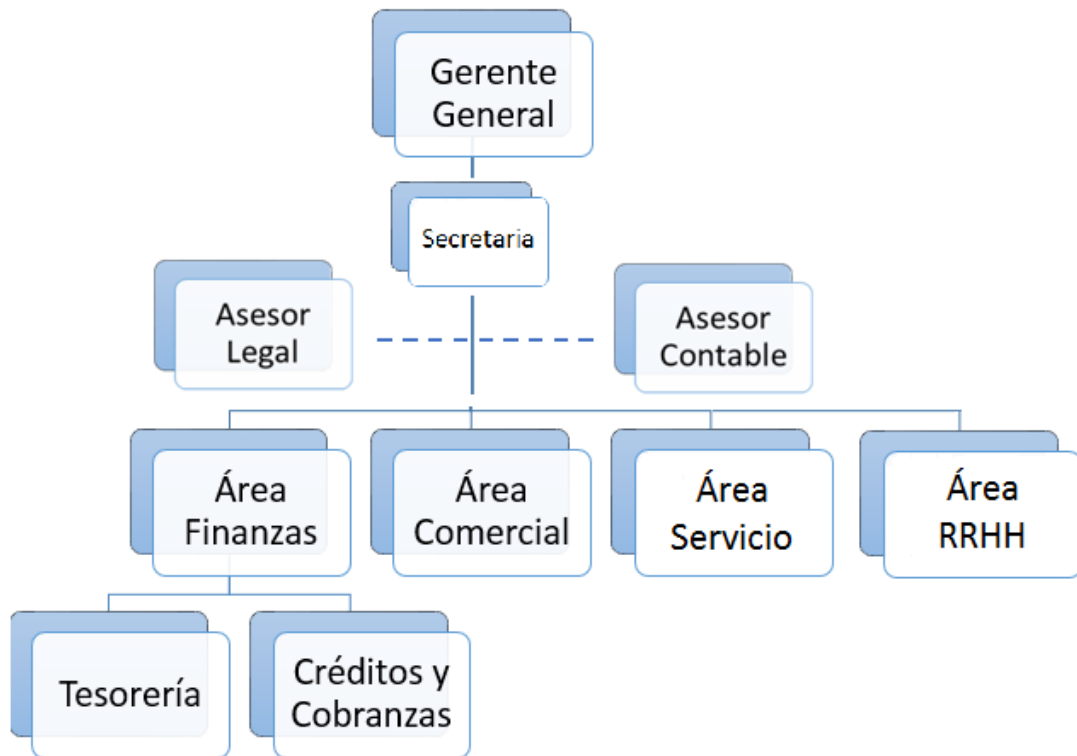 Gerente
General
Secretaria
Asesor
Legal
Asesor
Contable
Área
Finanzas
Área
Comercial
Área
Servicio
Área
RRHH
Tesorería
Créditos y
Cobranzas